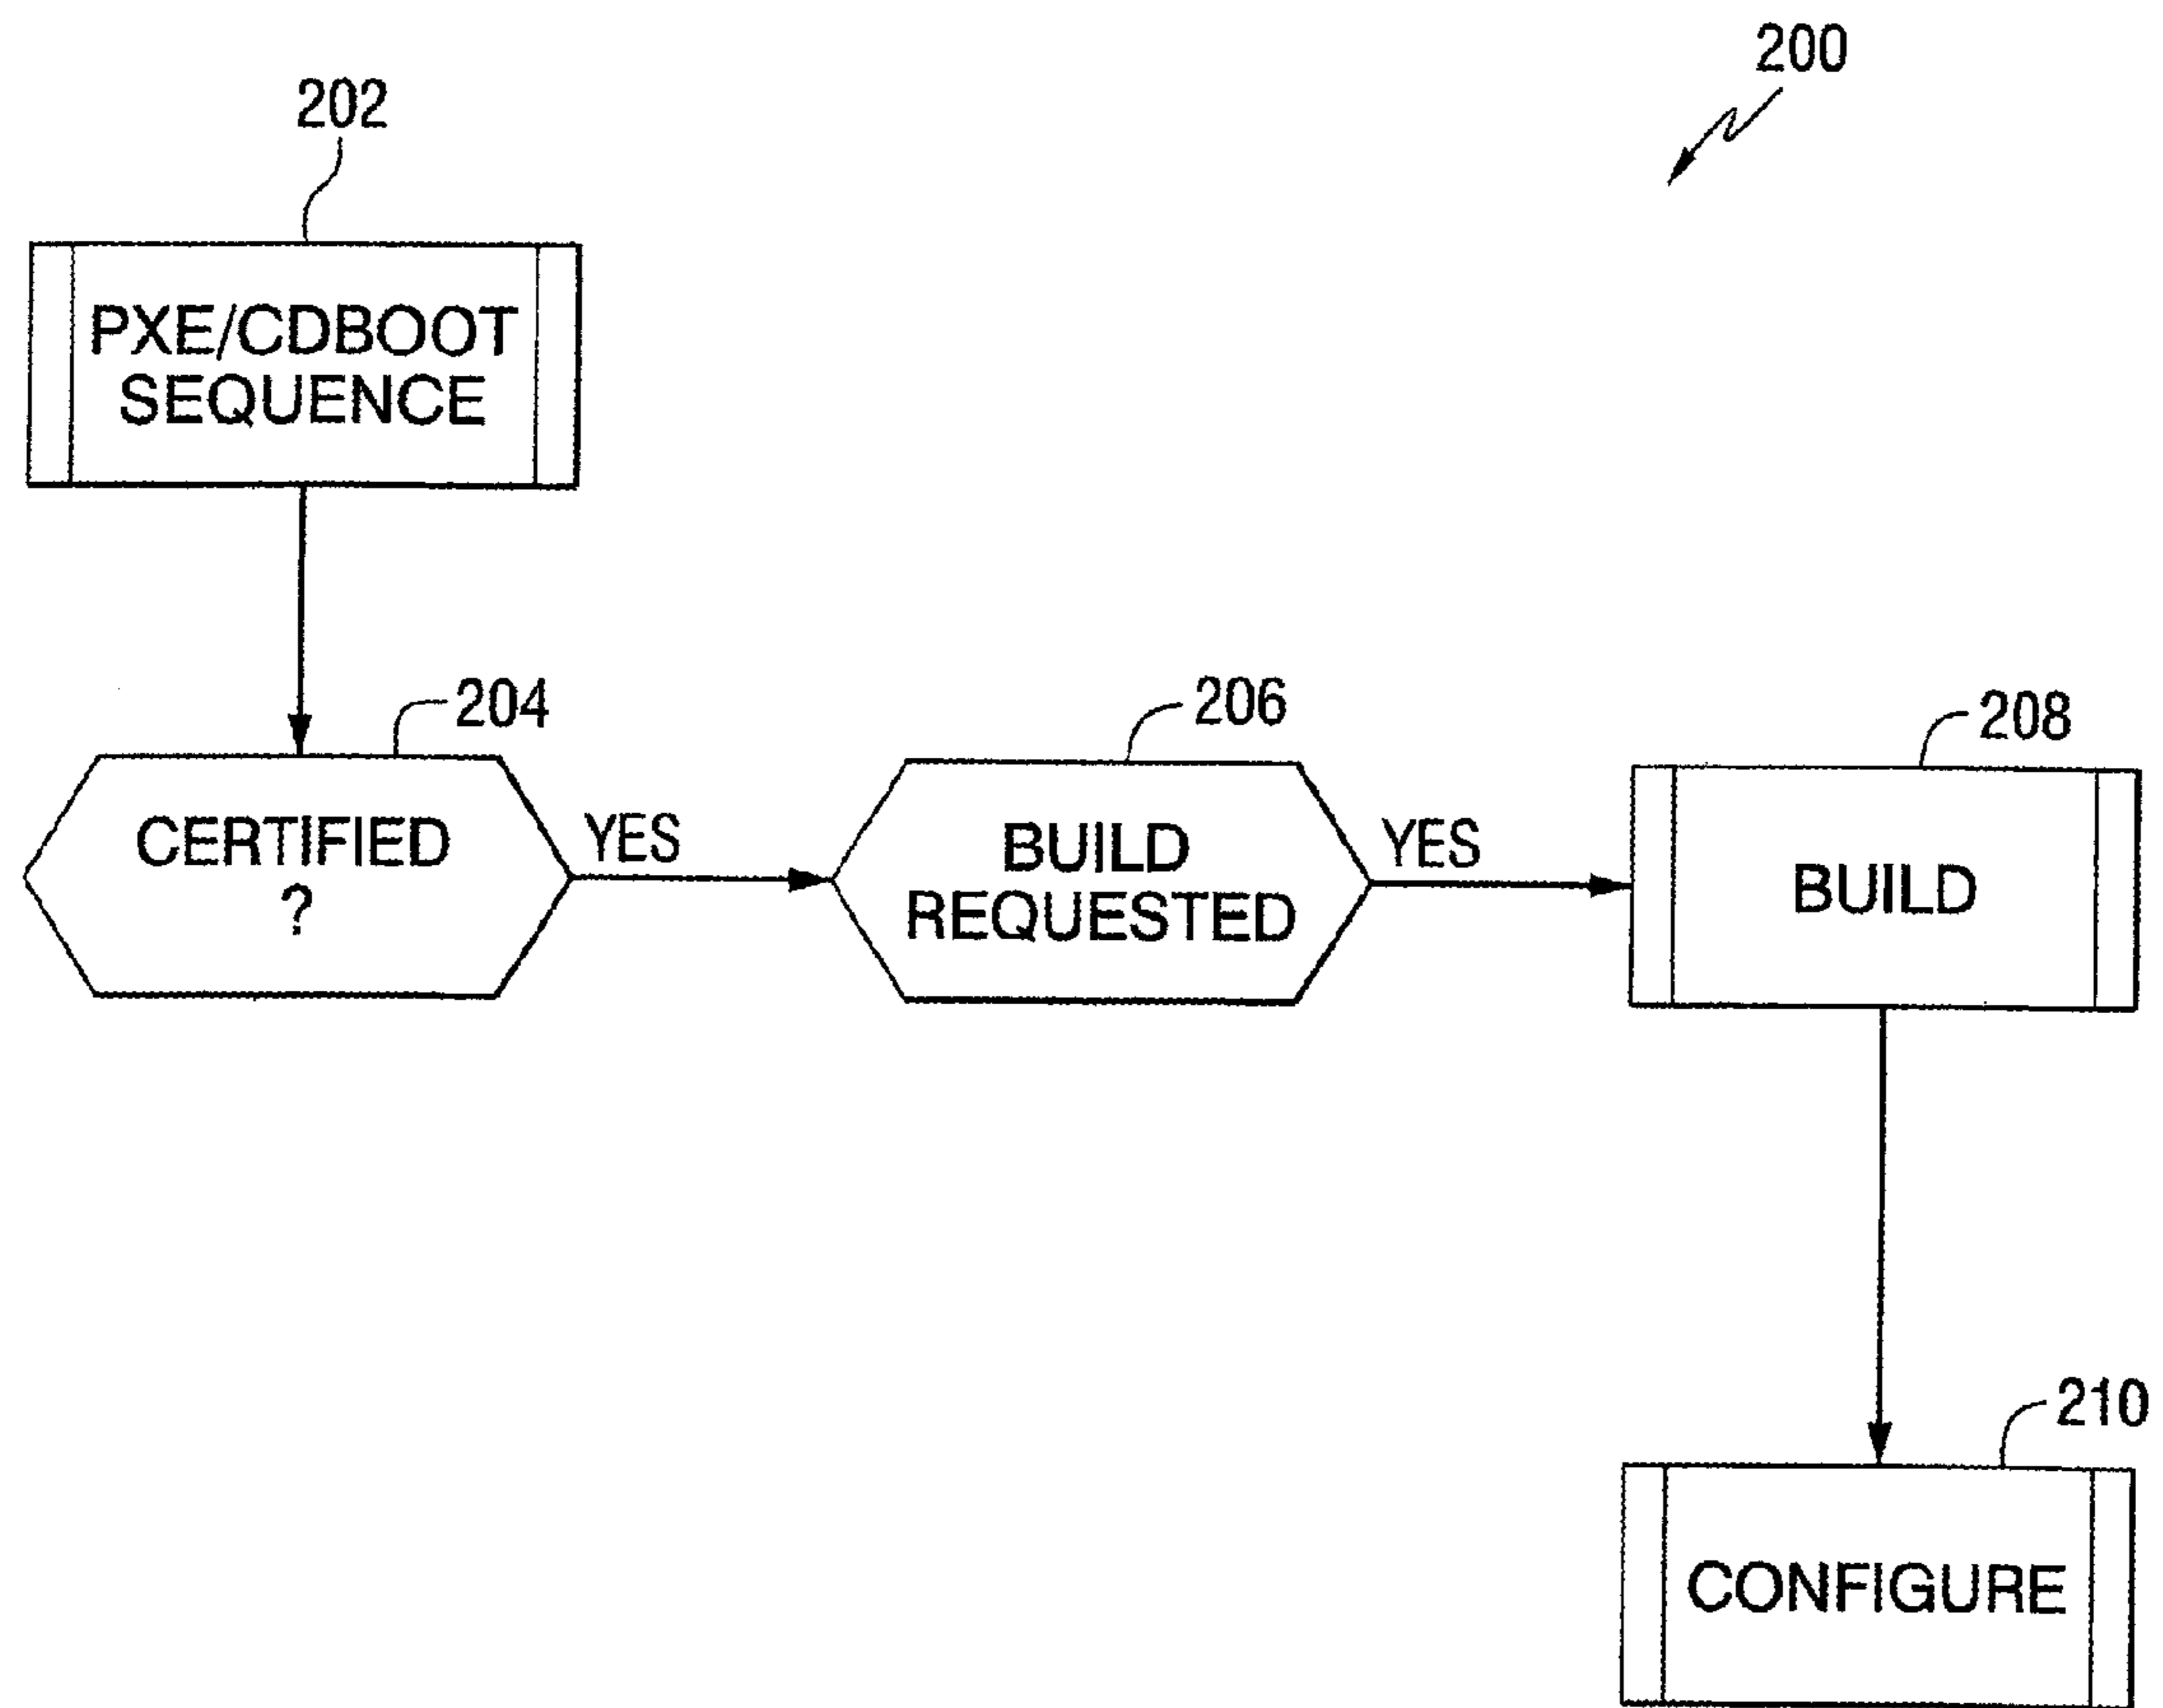 200
202
PXE/CDBOOT
SEQUENCE
204
CERTIFIED
?
YES
206
BUILD
REQUESTED
YES
208
BUILD
210
CONFIGURE